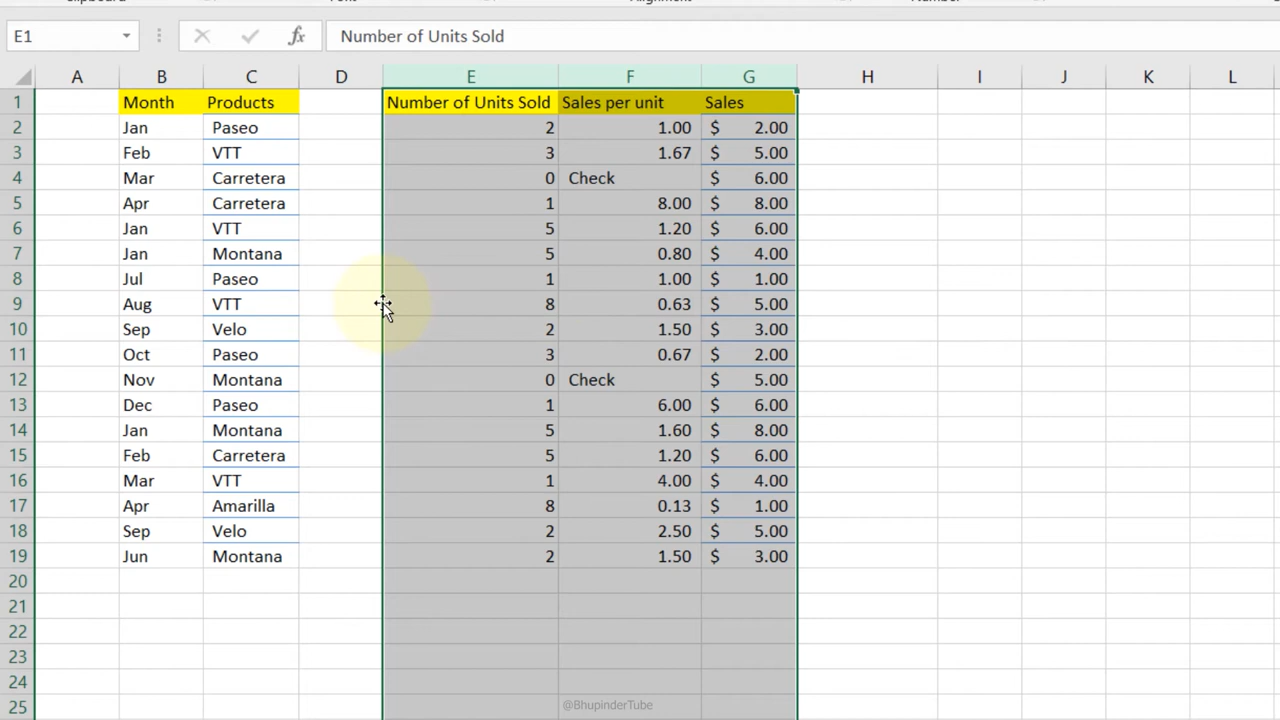 E1 fx Number of Units Sold
A B C D E F G H I J K L
1 Month Products Number of Units Sold Sales per unit Sales
2 Jan Paseo 2 1.00 $ 2.00
3 Feb VTT 3 1.67 $ 5.00
4 Mar Carretera 0 Check $ 6.00
5 Apr Carretera 1 8.00 $ 8.00
6 Jan VTT 5 1.20 $ 6.00
7 Jan Montana 5 0.80 $ 4.00
8 Jul Paseo 1 1.00 $ 1.00
9 Aug VTT 8 0.63 $ 5.00
10 Sep Velo 2 1.50 $ 3.00
11 Oct Paseo 3 0.67 $ 2.00
12 Nov Montana 0 Check $ 5.00
13 Dec Paseo 1 6.00 $ 6.00
14 Jan Montana 5 1.60 $ 8.00
15 Feb Carretera 5 1.20 $ 6.00
16 Mar VTT 1 4.00 $ 4.00
17 Apr Amarilla 8 0.13 $ 1.00
18 Sep Velo 2 2.50 $ 5.00
19 Jun Montana 2 1.50 $ 3.00
20
21
22
23
24
25 @BhupinderTube